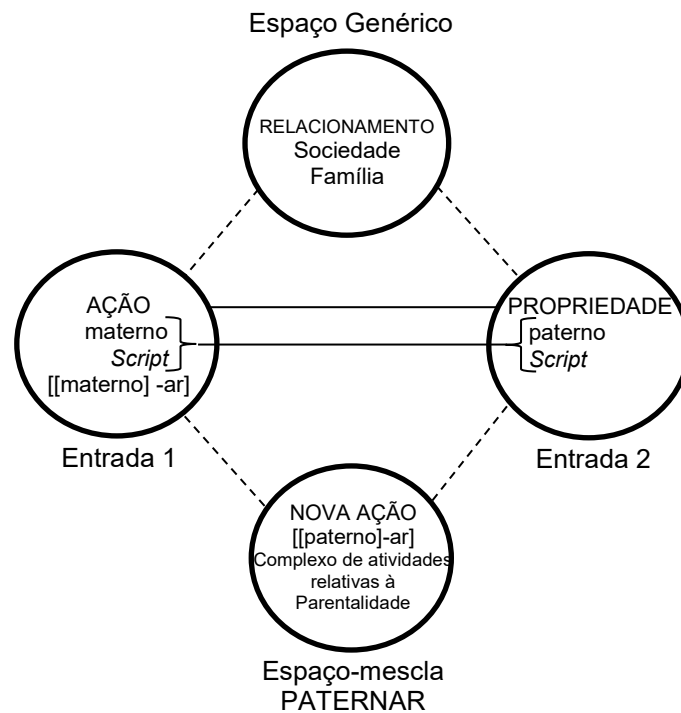 Espaço Genérico
RELACIONAMENTO
Sociedade
Família
AÇÃO
materno
Script
[[materno] -ar]
Entrada 1
PROPRIEDADE
paterno
Script
Entrada 2
NOVA AÇÃO
[[paterno]-ar]
Complexo de atividades
relativas à
Parentalidade
Espaço-mescla
PATERNAR